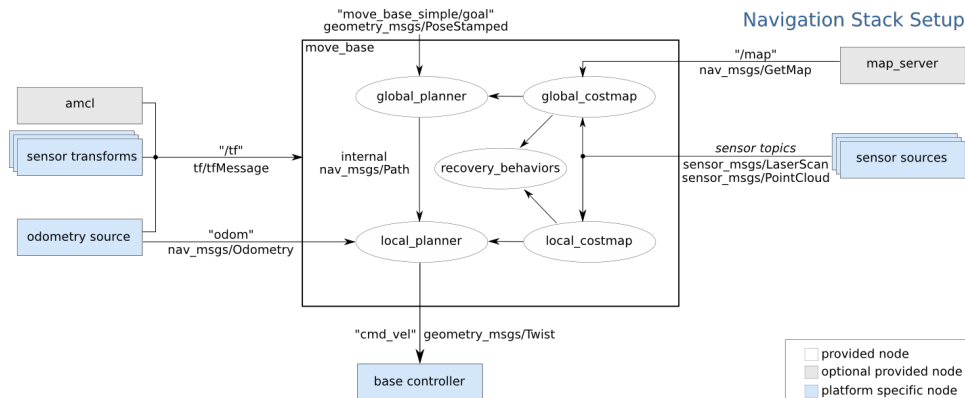 Navigation Stack Setup
"move_base_simple/goal"
geometry_msgs/PoseStamped
move_base
"/map"
nav_msgs/GetMap
map_server
global_planner
global_costmap
amcl
sensor transforms
"/tf"
tf/tfMessage
internal
nav_msgs/Path
recovery_behaviors
sensor topics
sensor_msgs/LaserScan
sensor_msgs/PointCloud
sensor sources
odometry source
"odom"
nav_msgs/Odometry
local_planner
local_costmap
"cmd_vel"
geometry_msgs/Twist
base controller
provided node
optional provided node
platform specific node